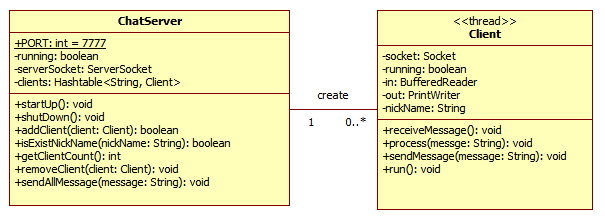 ChatServer
+PORT: int = 7777
-running: boolean
-serverSocket: ServerSocket
-clients: Hashtable<String, Client>
+startUp(): void
+shutDown(): void
+addClient(client: Client): boolean
+isExistNickName(nickName: String): boolean
+getClientCount(): int
+removeClient(client: Client): void
+sendAllMessage(message: String): void
create
1
0..*
<<thread>>
Client
-socket: Socket
-running: boolean
-in: BufferedReader
-out: PrintWriter
-nickName: String
+receiveMessage(): void
+process(messge: String): void
+sendMessage(message: String): void
+run(): void